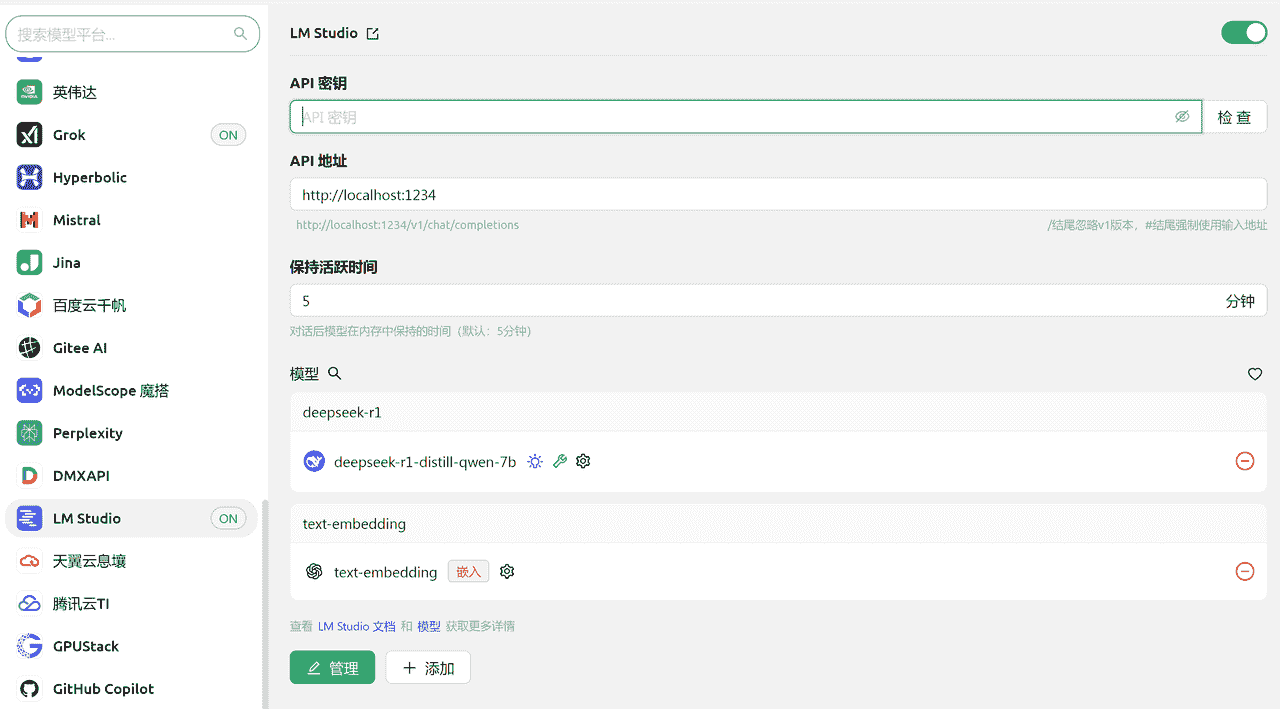 搜索模型平台...
英伟达
Grok
ON
Hyperbolic
Mistral
Jina
百度云千帆
Gitee AI
ModelScope 魔搭
Perplexity
DMXAPI
LM Studio
ON
天翼云息壤
腾讯云TI
GPUStack
GitHub Copilot
LM Studio
API 密钥
API 密钥
检 查
API 地址
http://localhost:1234
http://localhost:1234/v1/chat/completions
/结尾忽略v1版本，#结尾强制使用输入地址
保持活跃时间
5
分钟
对话后模型在内存中保持的时间（默认：5分钟）
模型
deepseek-r1
deepseek-r1-distill-qwen-7b
text-embedding
text-embedding
嵌入
查看 LM Studio 文档 和 模型 获取更多详情
管理
添加